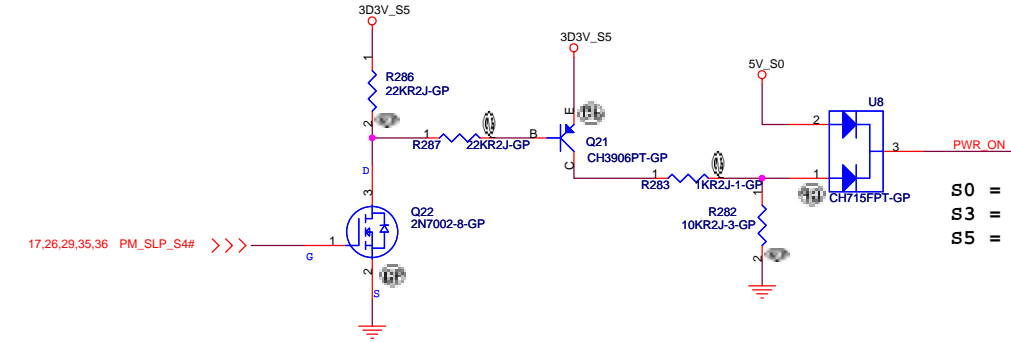 3D3V_S5
1
R286
22KR2J-GP
2
3D3V_S5
E
B
C
Q21
CH3906PT-GP
1
R287
22KR2J-GP
D
3
Q22
2N7002-8-GP
17,26,29,35,36 PM_SLP_S4#
1
G
2
S
5V_S0
U8
2
3
PWR_ON
1
CH715FPT-GP
1
R283
1KR2J-1-GP
1
R282
10KR2J-3-GP
2
S0 =
S3 =
S5 =